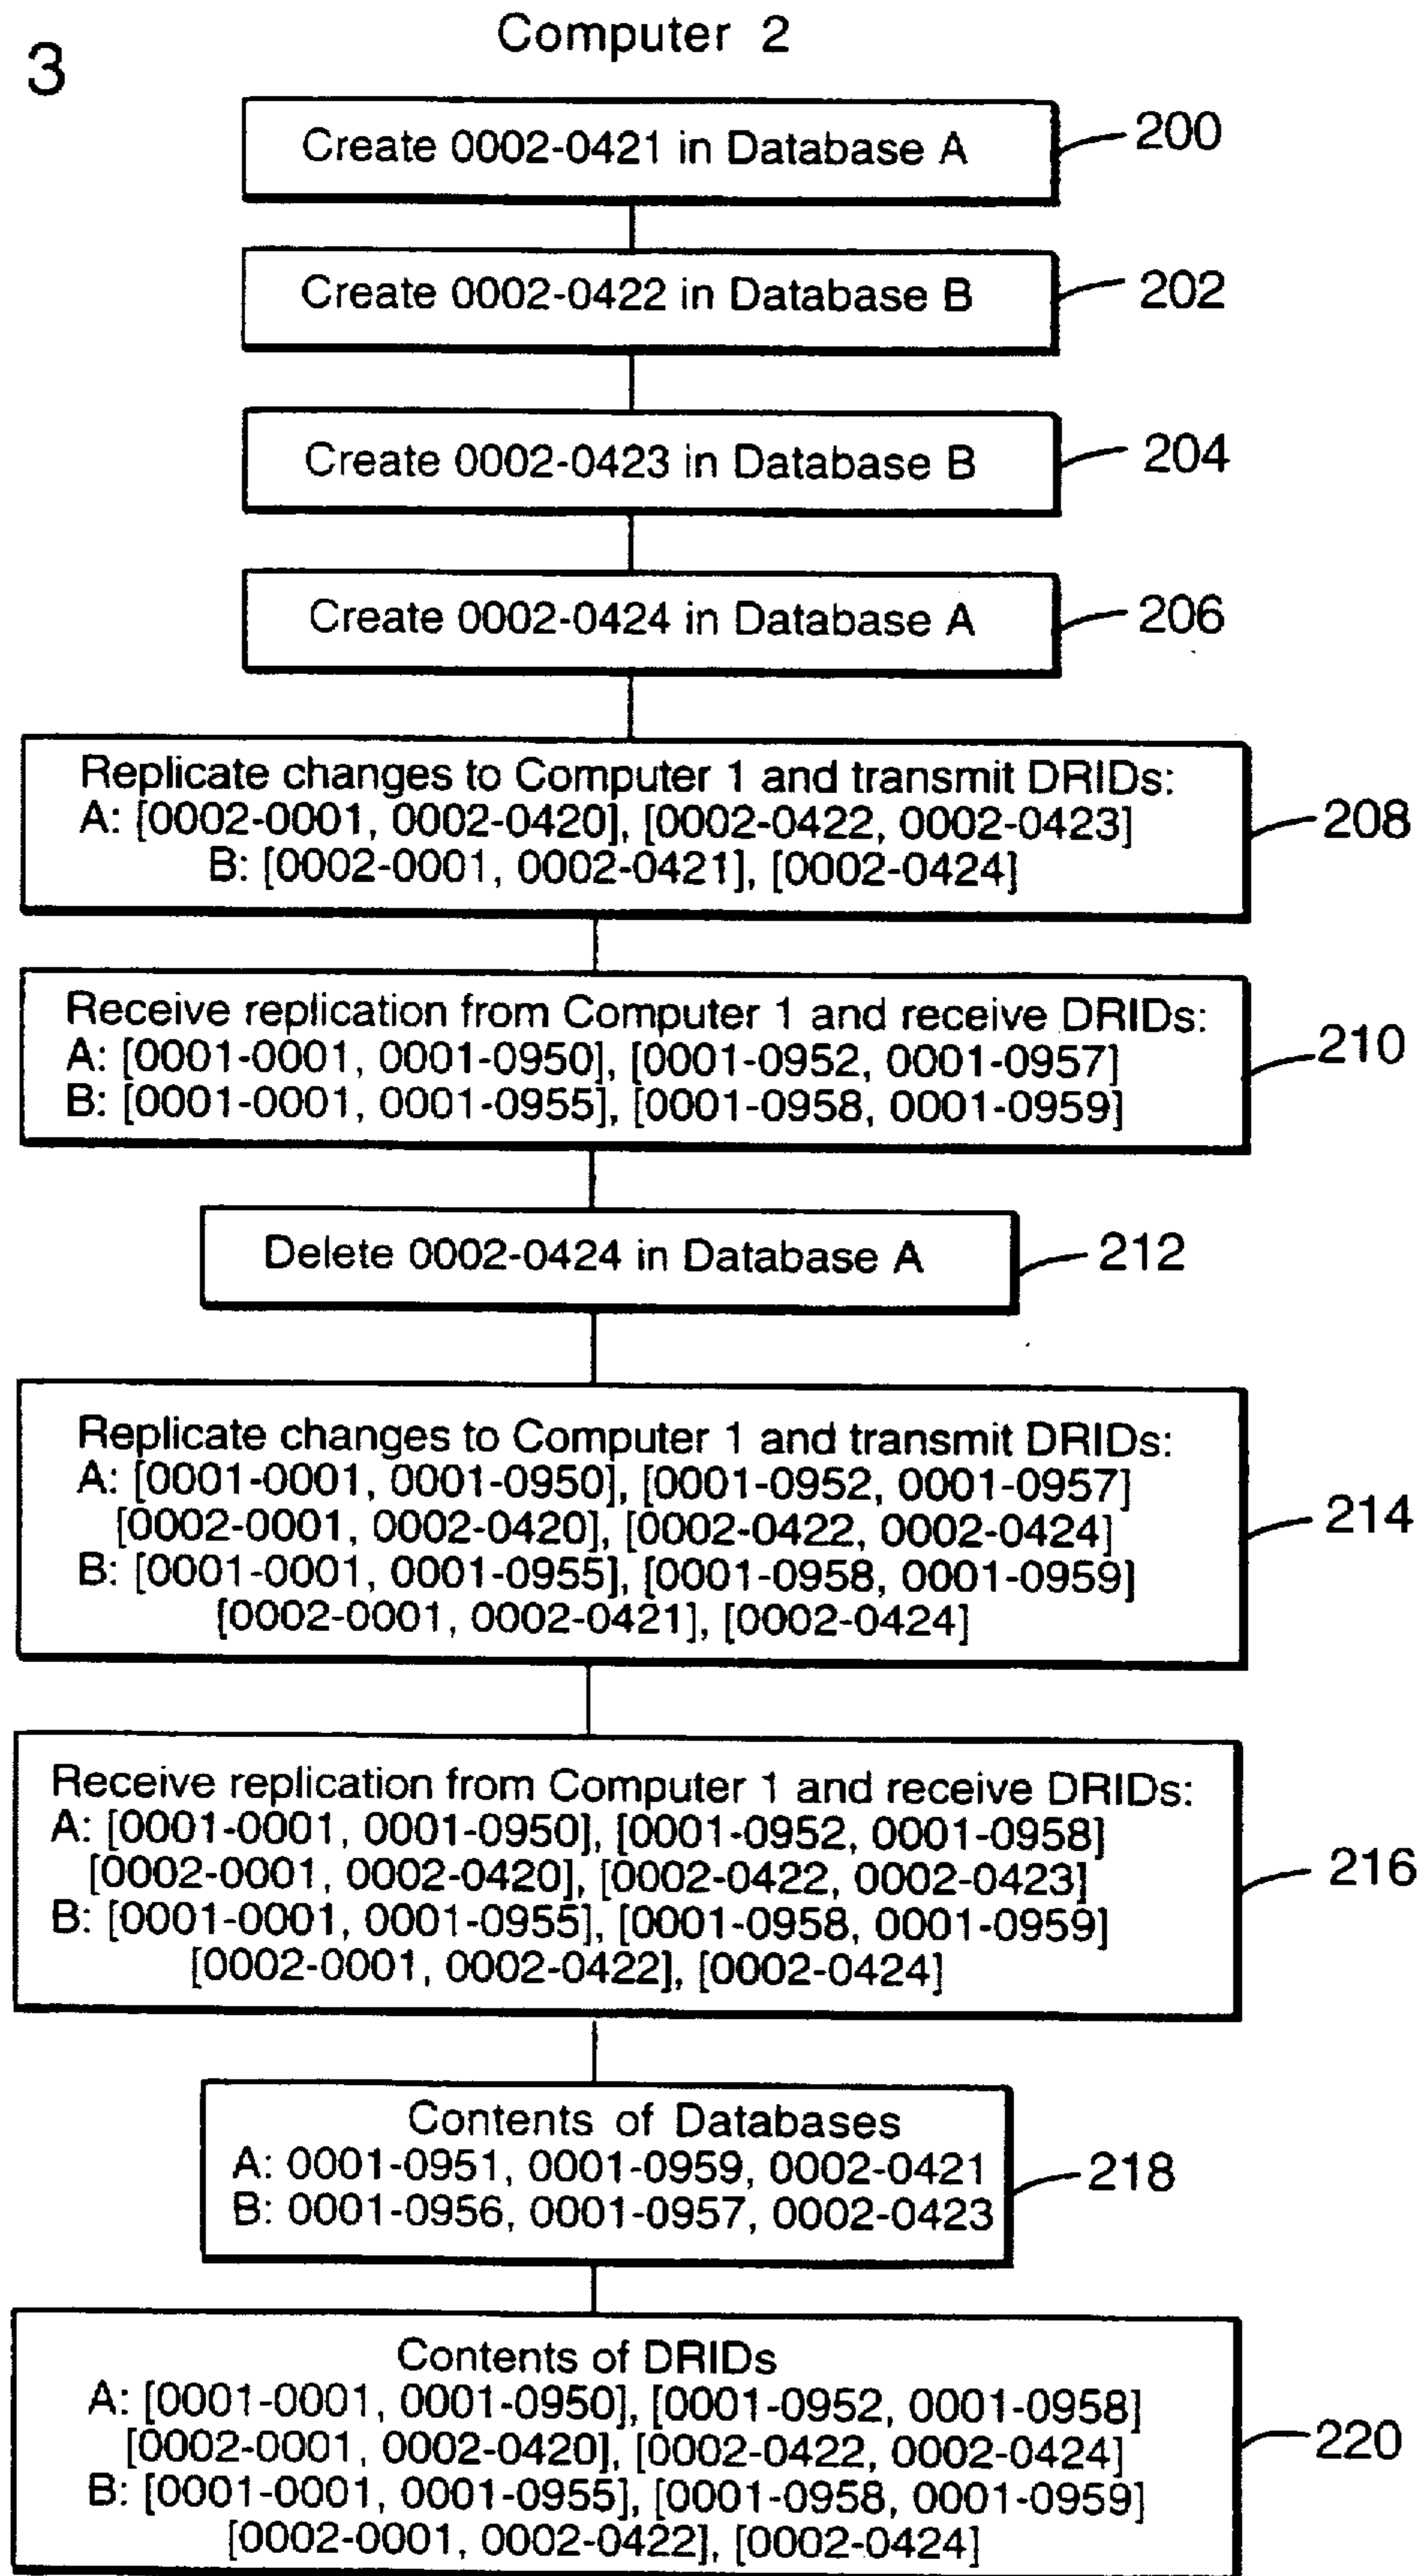 3
Computer 2
Create 0002-0421 in Database A
200
Create 0002-0422 in Database B
202
Create 0002-0423 in Database B
204
Create 0002-0424 in Database A
206
Replicate changes to Computer 1 and transmit DRIDs:
A: [0002-0001, 0002-0420], [0002-0422, 0002-0423]
B: [0002-0001, 0002-0421], [0002-0424]
208
Receive replication from Computer 1 and receive DRIDs:
A: [0001-0001, 0001-0950], [0001-0952, 0001-0957]
B: [0001-0001, 0001-0955], [0001-0958, 0001-0959]
210
Delete 0002-0424 in Database A
212
Replicate changes to Computer 1 and transmit DRIDs:
A: [0001-0001, 0001-0950], [0001-0952, 0001-0957]
[0002-0001, 0002-0420], [0002-0422, 0002-0424]
B: [0001-0001, 0001-0955], [0001-0958, 0001-0959]
[0002-0001, 0002-0421], [0002-0424]
214
Receive replication from Computer 1 and receive DRIDs:
A: [0001-0001, 0001-0950], [0001-0952, 0001-0958]
[0002-0001, 0002-0420], [0002-0422, 0002-0423]
B: [0001-0001, 0001-0955], [0001-0958, 0001-0959]
[0002-0001, 0002-0422], [0002-0424]
216
Contents of Databases
A: 0001-0951, 0001-0959, 0002-0421
B: 0001-0956, 0001-0957, 0002-0423
218
Contents of DRIDs
A: [0001-0001, 0001-0950], [0001-0952, 0001-0958]
[0002-0001, 0002-0420], [0002-0422, 0002-0424]
B: [0001-0001, 0001-0955], [0001-0958, 0001-0959]
[0002-0001, 0002-0422], [0002-0424]
220